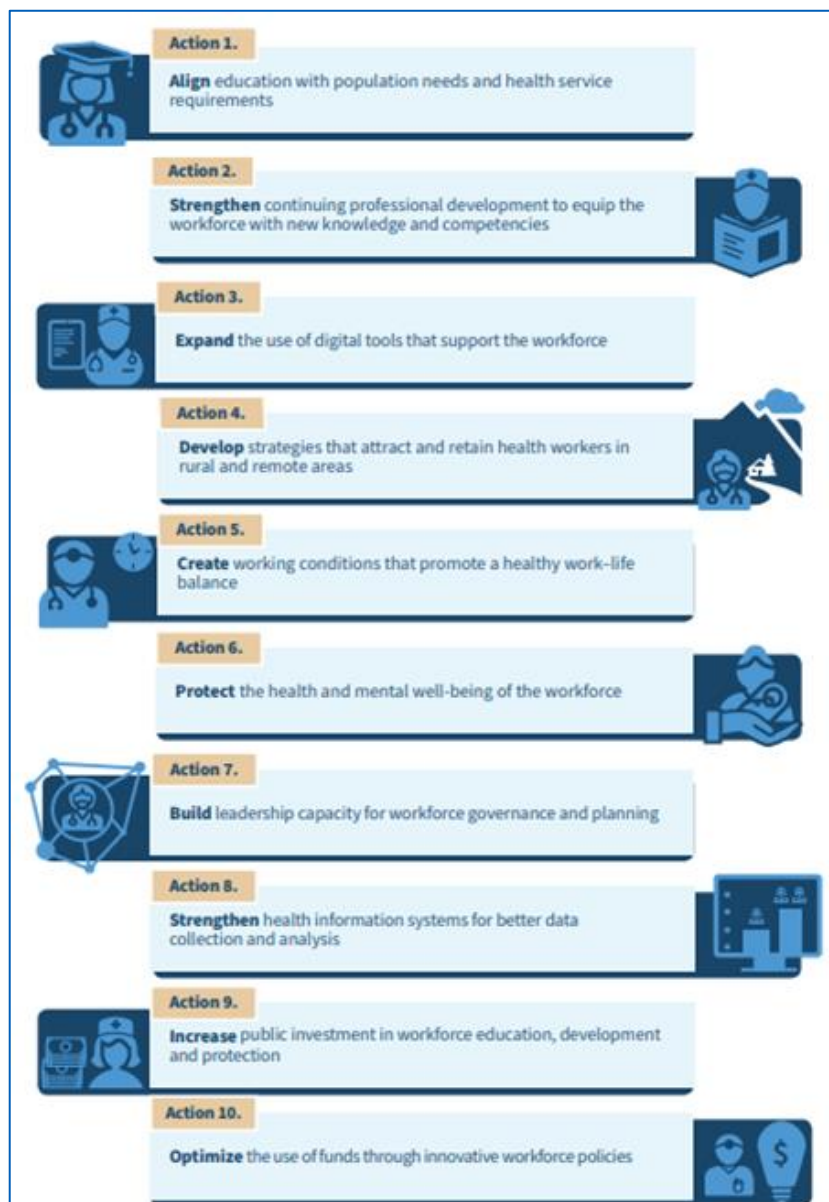 Action 1.
Align education with population needs and health service
requirements
Action 2.
Strengthen continuing professional development to equip the
workforce with new knowledge and competencies
Action 3.
Expand the use of digital tools that support the workforce
Action 4.
Develop strategies that attract and retain health workers in
rural and remote areas
Action 5.
Create working conditions that promote a healthy work–life
balance
Action 6.
Protect the health and mental well-being of the workforce
Action 7.
Build leadership capacity for workforce governance and planning
Action 8.
Strengthen health information systems for better data
collection and analysis
Action 9.
Increase public investment in workforce education, development
and protection
Action 10.
Optimize the use of funds through innovative workforce policies
$